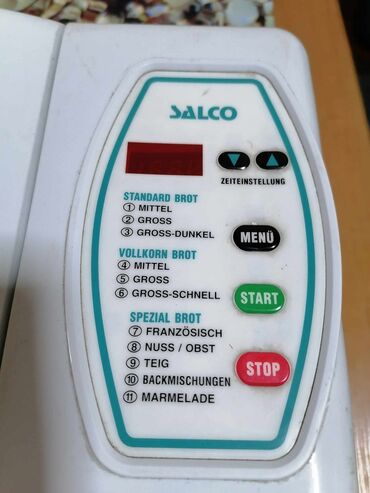 SALCO
ZEITEINSTELLUNG
STANDARD BROT
① MITTEL
② GROSS
③ GROSS-DUNKEL
MENÜ
VOLLKORN BROT
④ MITTEL
⑤ GROSS
⑥ GROSS-SCHNELL
START
SPEZIAL BROT
⑦ FRANZÖSISCH
⑧ NUSS / OBST
⑨ TEIG
⑩ BACKMISCHUNGEN
⑪ MARMELADE
STOP